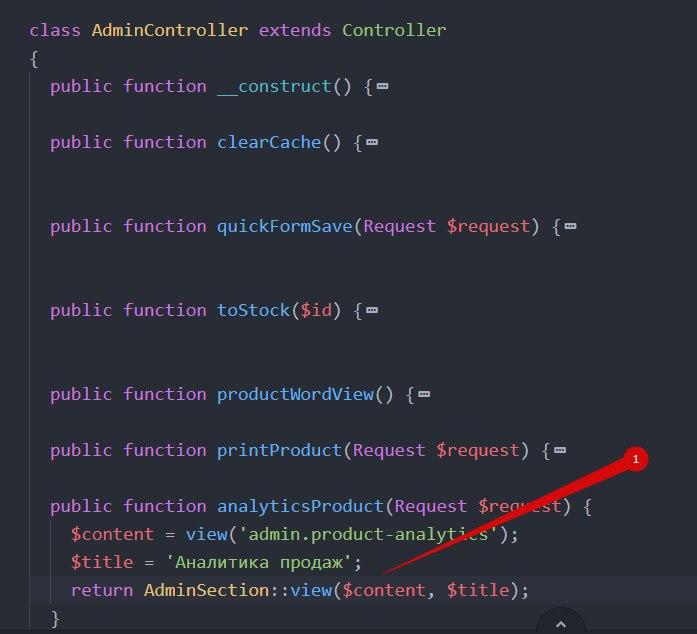 class AdminController extends Controller
{
public function __construct() {…
public function clearCache() {…
public function quickFormSave(Request $request) {…
public function toStock($id) {…
public function productWordView() {…
public function printProduct(Request $request) {…
1
public function analyticsProduct(Request $request) {
$content = view('admin.product-analytics');
$title = 'Аналитика продаж';
return AdminSection::view($content, $title);
}